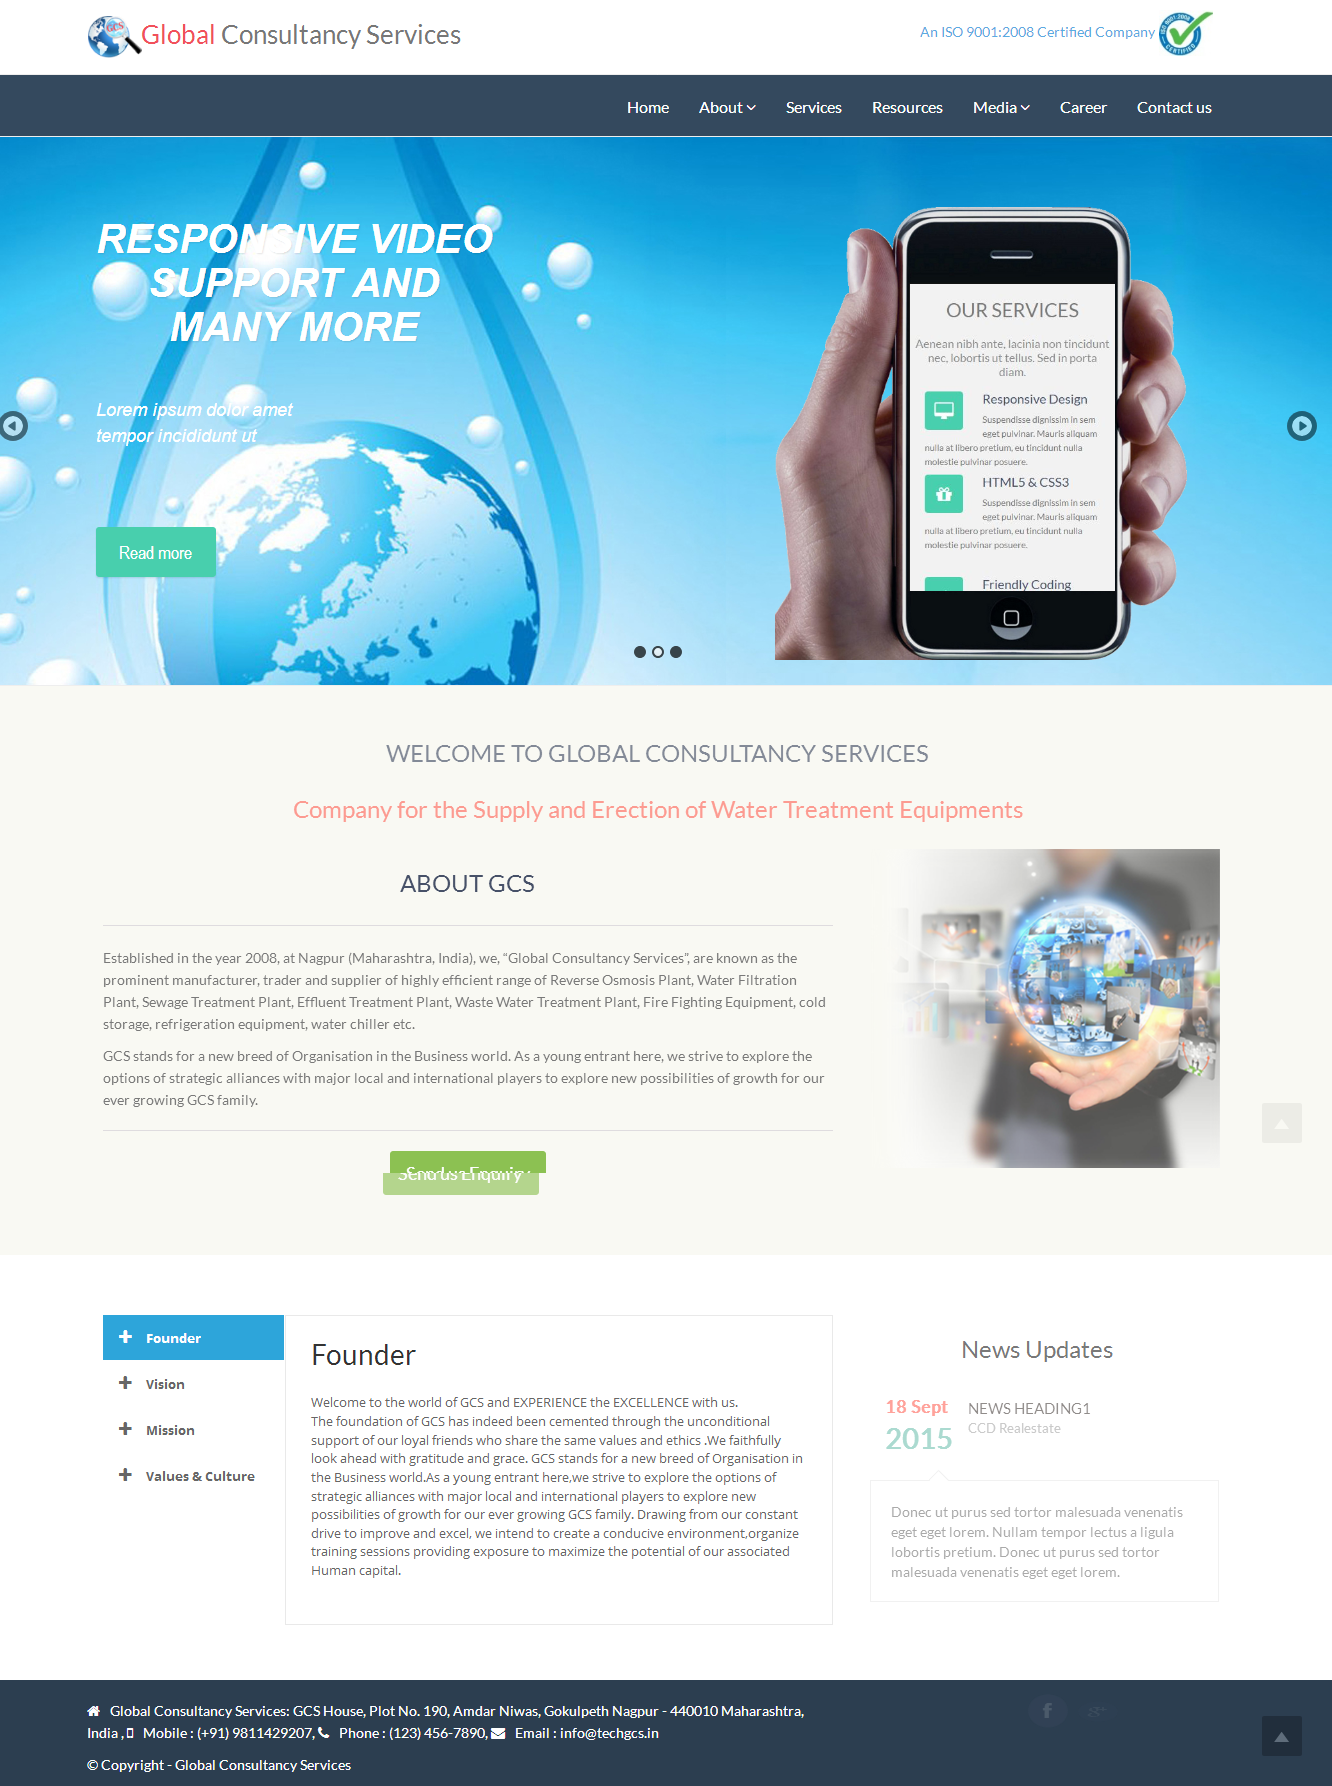 GCS
Global Consultancy Services
An ISO 9001:2008 Certified Company
Home About Services Resources Media Career Contact us
RESPONSIVE VIDEO
SUPPORT AND
MANY MORE
Lorem ipsum dolor amet
tempor incididunt ut
Read more
OUR SERVICES
Aenean nibh ante, lacinia non tincidunt
nec, lobortis ut tellus. Sed in porta
diam.
Responsive Design
Suspendisse dignissim in sem
eget pulvinar. Mauris aliquam
nulla at libero pretium, eu tincidunt nulla
molestie pulvinar posuere.
HTML5 & CSS3
Suspendisse dignissim in sem
eget pulvinar. Mauris aliquam
nulla at libero pretium, eu tincidunt nulla
molestie pulvinar posuere.
Friendly Coding
WELCOME TO GLOBAL CONSULTANCY SERVICES
Company for the Supply and Erection of Water Treatment Equipments
ABOUT GCS
Established in the year 2008, at Nagpur (Maharashtra, India), we, “Global Consultancy Services”, are known as the
prominent manufacturer, trader and supplier of highly efficient range of Reverse Osmosis Plant, Water Filtration
Plant, Sewage Treatment Plant, Effluent Treatment Plant, Waste Water Treatment Plant, Fire Fighting Equipment, cold
storage, refrigeration equipment, water chiller etc.
GCS stands for a new breed of Organisation in the Business world. As a young entrant here, we strive to explore the
options of strategic alliances with major local and international players to explore new possibilities of growth for our
ever growing GCS family.
Send us Enquiry
Founder
Vision
Mission
Values & Culture
Founder
Welcome to the world of GCS and EXPERIENCE the EXCELLENCE with us.
The foundation of GCS has indeed been cemented through the unconditional
support of our loyal friends who share the same values and ethics .We faithfully
look ahead with gratitude and grace. GCS stands for a new breed of Organisation in
the Business world.As a young entrant here,we strive to explore the options of
strategic alliances with major local and international players to explore new
possibilities of growth for our ever growing GCS family. Drawing from our constant
drive to improve and excel, we intend to create a conducive environment,organize
training sessions providing exposure to maximize the potential of our associated
Human capital.
News Updates
18 Sept
2015
NEWS HEADING1
CCD Realestate
Donec ut purus sed tortor malesuada venenatis
eget eget lorem. Nullam tempor lectus a ligula
lobortis pretium. Donec ut purus sed tortor
malesuada venenatis eget eget lorem.
Global Consultancy Services: GCS House, Plot No. 190, Amdar Niwas, Gokulpeth Nagpur - 440010 Maharashtra,
India , Mobile : (+91) 9811429207, Phone : (123) 456-7890, Email : info@techgcs.in
© Copyright - Global Consultancy Services